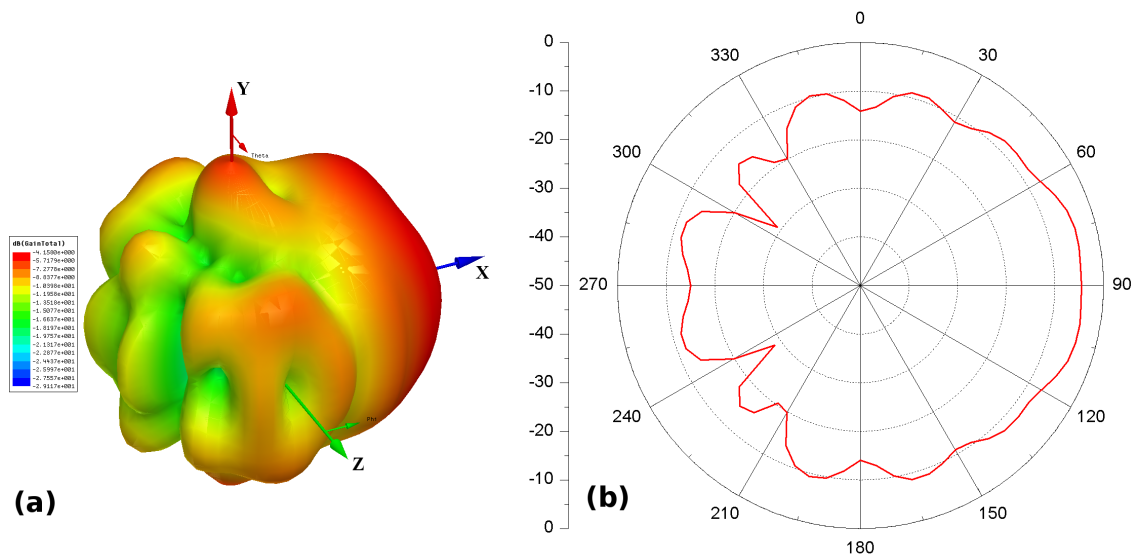 Y
Theta
dB(GainTotal)
-4.1580e+000
-5.7179e+000
-7.2778e+000
-8.8377e+000
-1.0398e+001
-1.1958e+001
-1.3518e+001
-1.5077e+001
-1.6637e+001
-1.8197e+001
-1.9757e+001
-2.1317e+001
-2.2877e+001
-2.4437e+001
-2.5997e+001
-2.7557e+001
-2.9117e+001
X
Phi
Z
(a)
0
-10
-20
-30
-40
-50
-40
-30
-20
-10
0
0
30
60
90
120
150
180
210
240
270
300
330
(b)